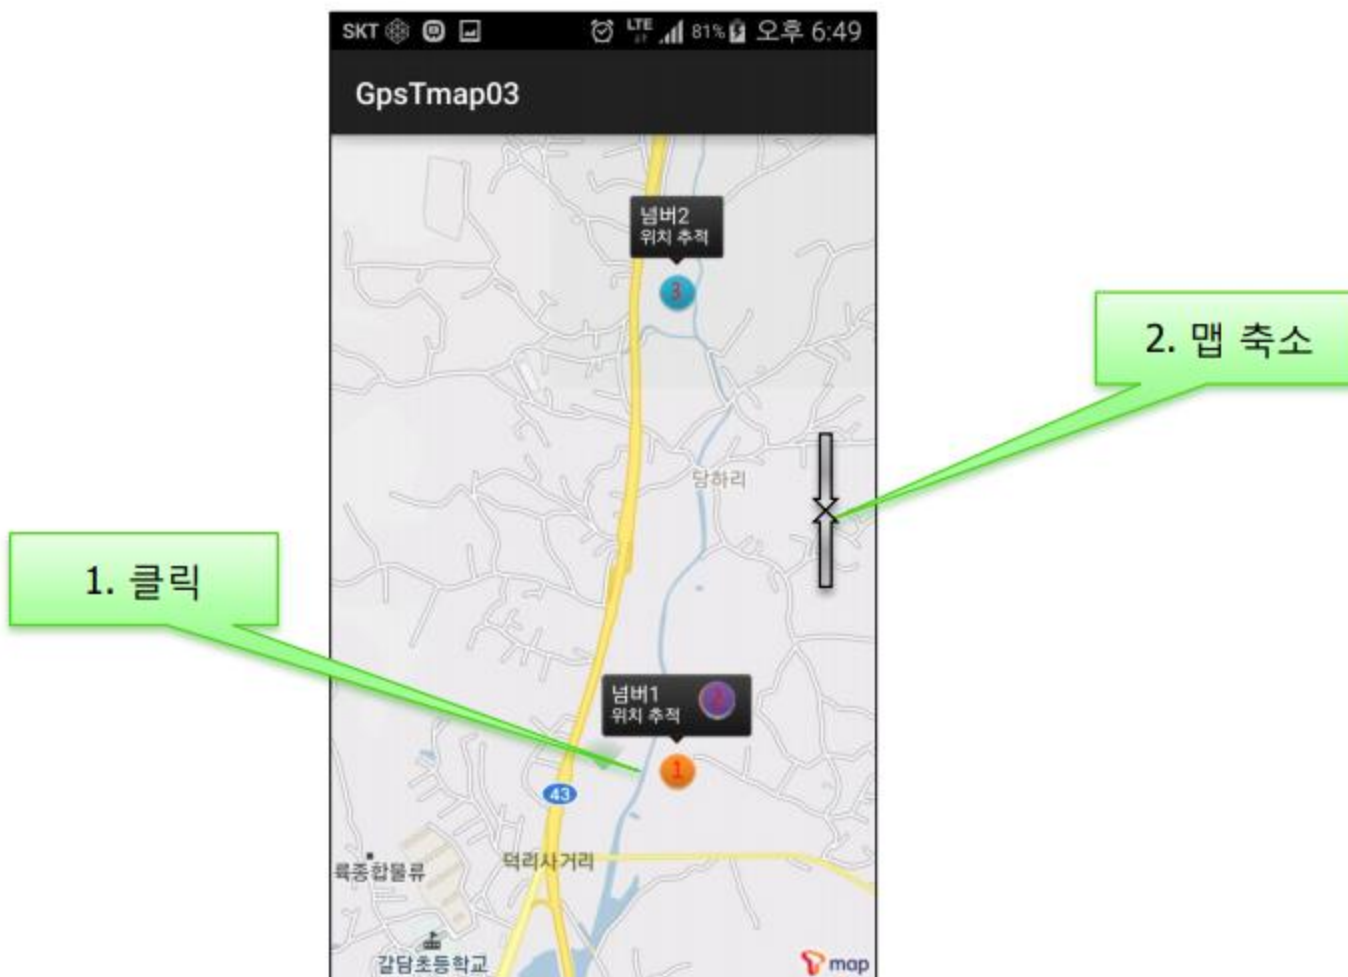 SKT
LTE
81%
오후 6:49
GpsTmap03
넘버2
위치 추적
3
2. 맵 축소
담하리
1. 클릭
넘버1
위치 추적
2
1
43
덕리사거리
륙종합물류
갈담초등학교
T map